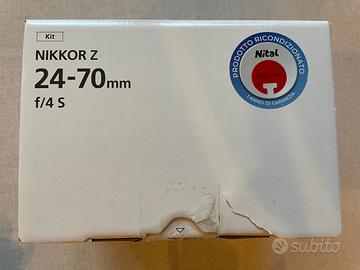 Kit
NIKKOR Z
24-70mm
f/4 S
PRODOTTO RICONDIZIONATO
Nital
1 ANNO DI GARANZIA
subito